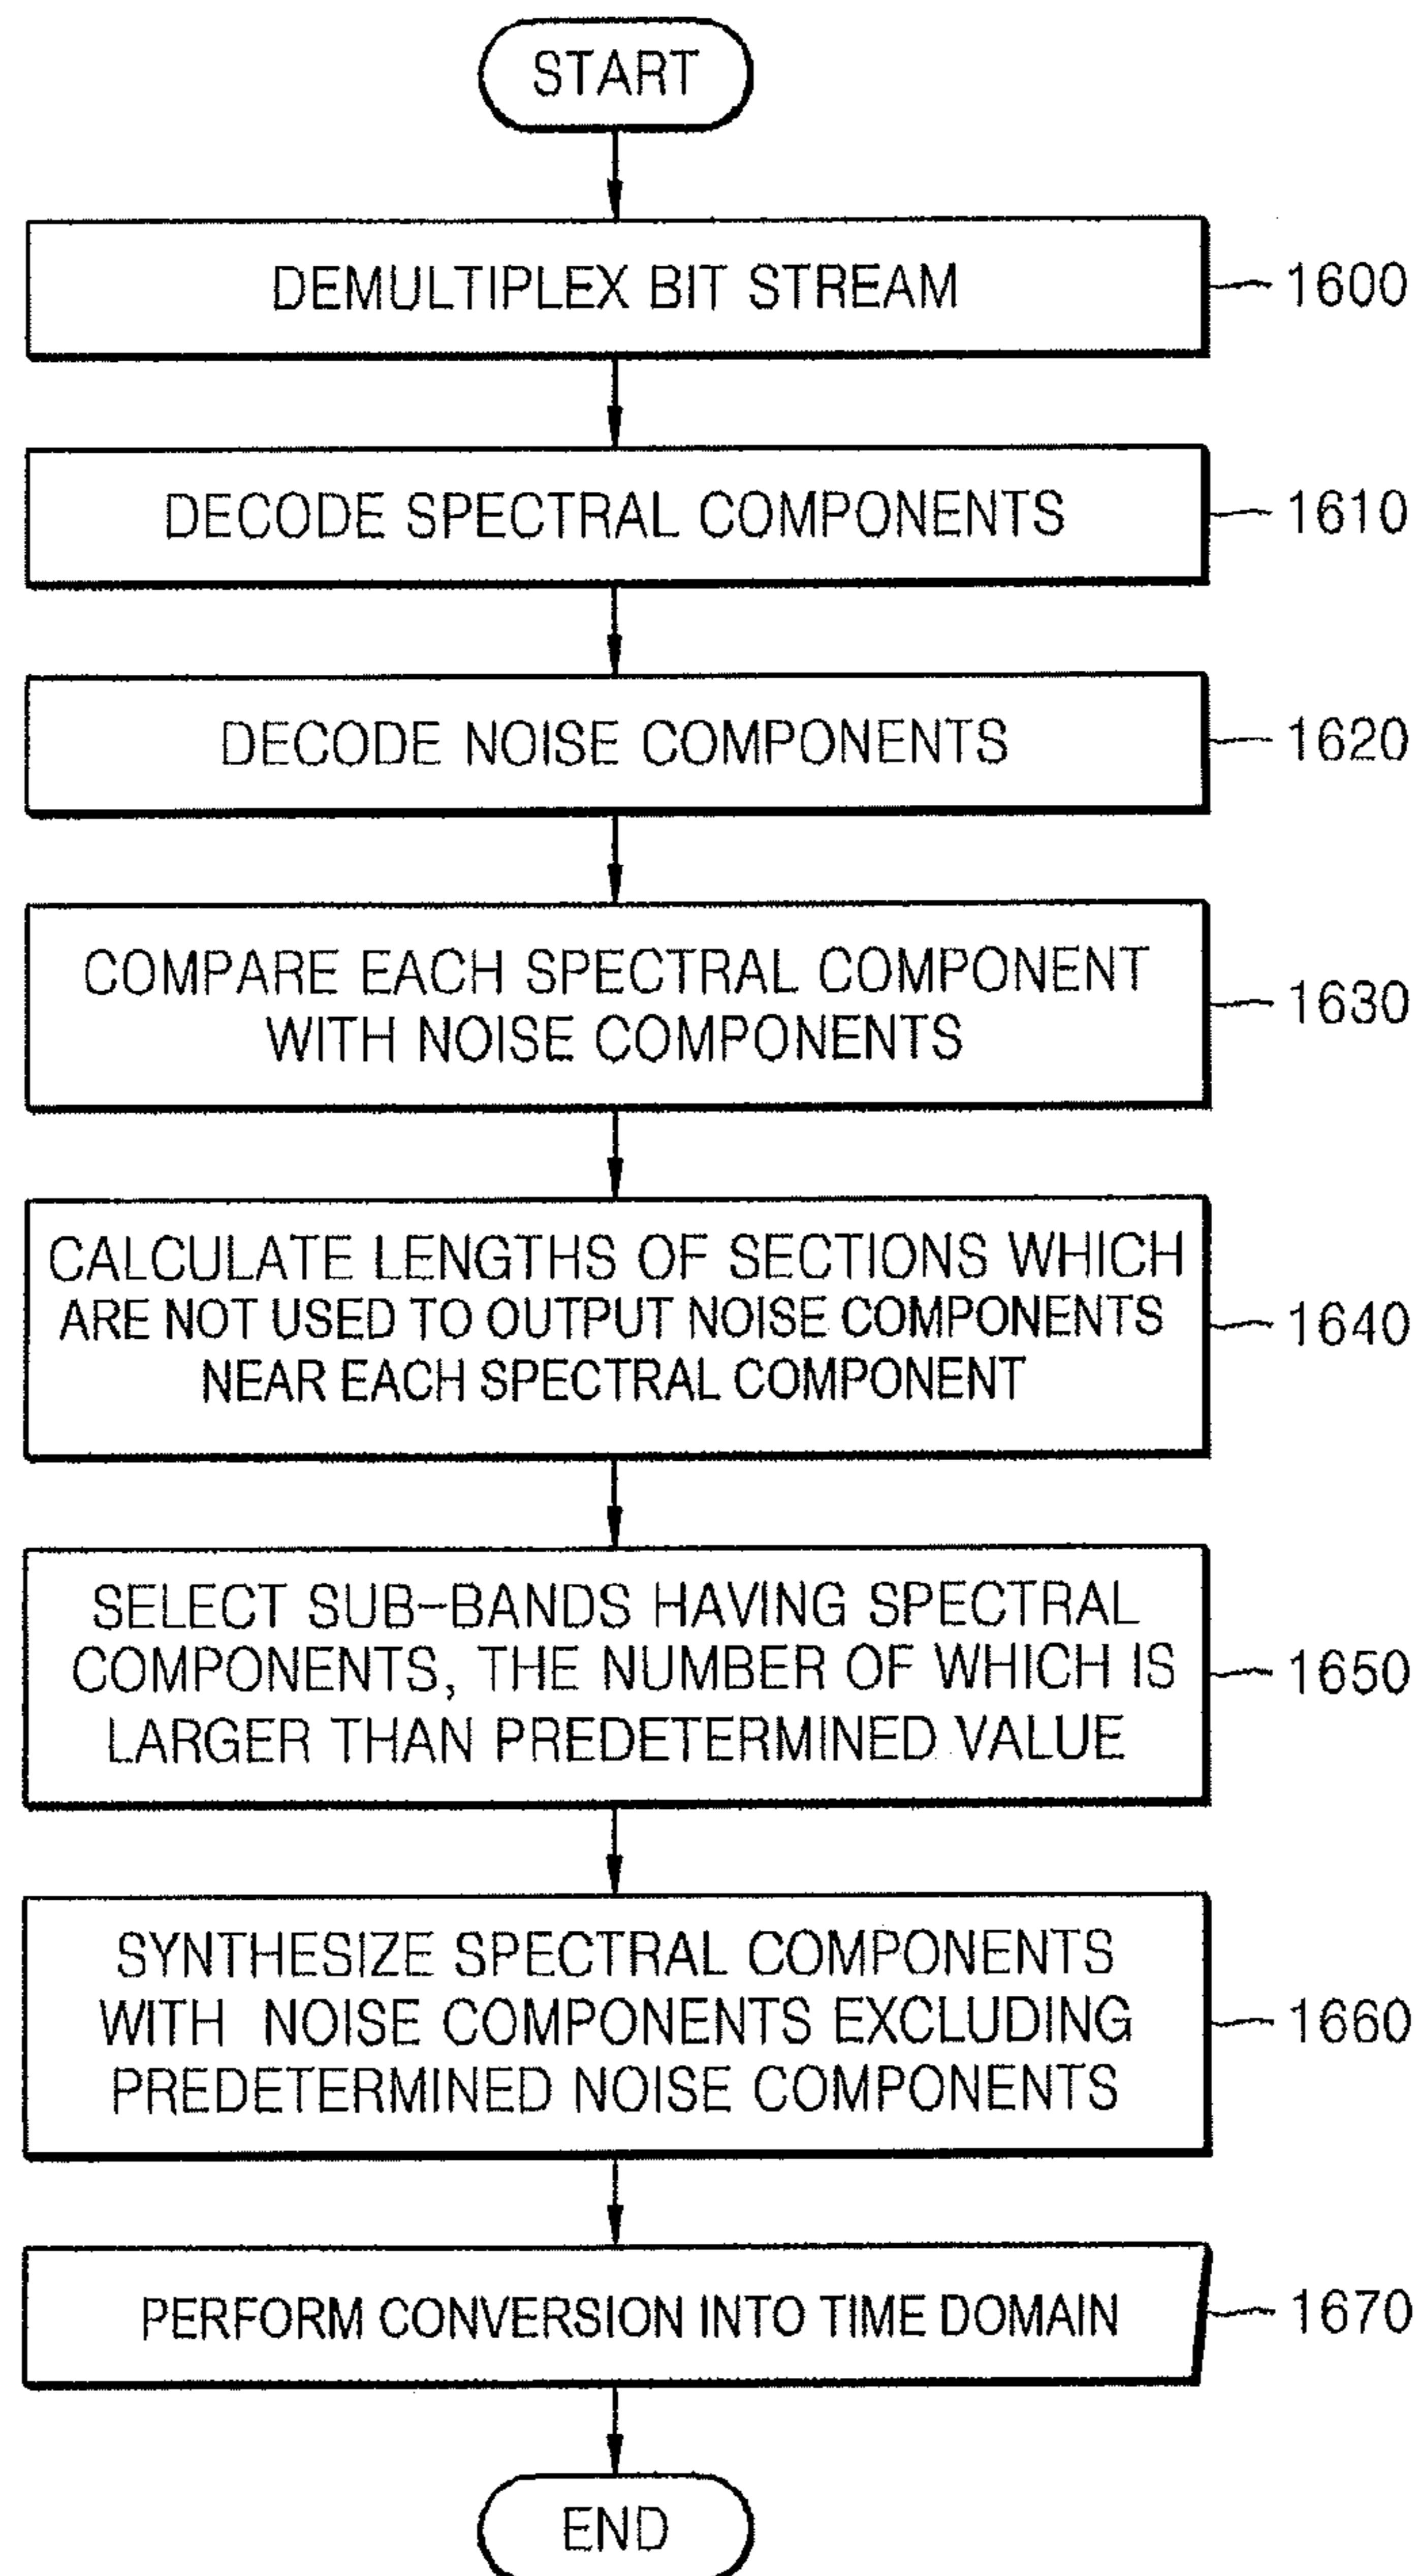 START
DEMULTIPLEX BIT STREAM
1600
DECODE SPECTRAL COMPONENTS
1610
DECODE NOISE COMPONENTS
1620
COMPARE EACH SPECTRAL COMPONENT
WITH NOISE COMPONENTS
1630
CALCULATE LENGTHS OF SECTIONS WHICH
ARE NOT USED TO OUTPUT NOISE COMPONENTS
NEAR EACH SPECTRAL COMPONENT
1640
SELECT SUB-BANDS HAVING SPECTRAL
COMPONENTS, THE NUMBER OF WHICH IS
LARGER THAN PREDETERMINED VALUE
1650
SYNTHESIZE SPECTRAL COMPONENTS
WITH NOISE COMPONENTS EXCLUDING
PREDETERMINED NOISE COMPONENTS
1660
PERFORM CONVERSION INTO TIME DOMAIN
1670
END